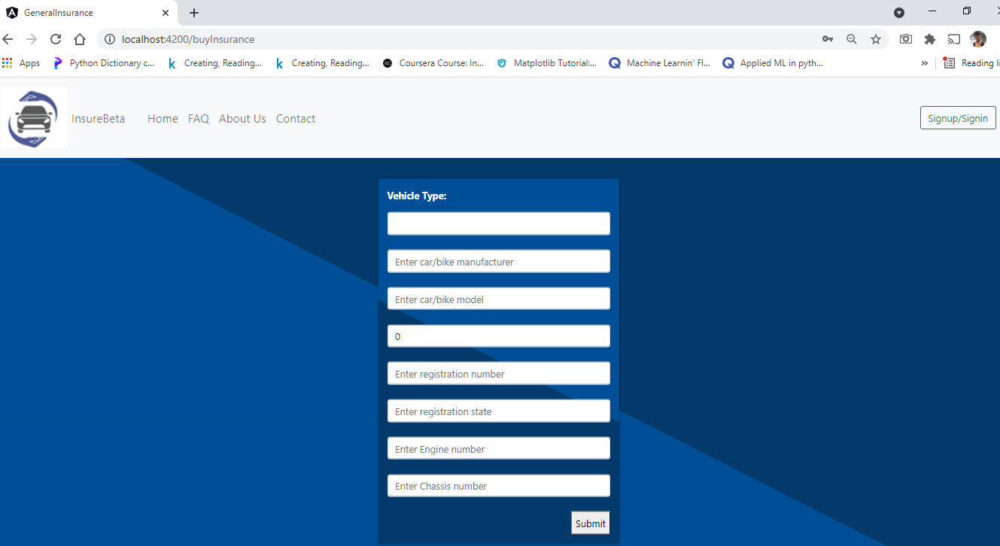 GeneralInsurance
localhost:4200/buyInsurance
Apps Python Dictionary c... Creating, Reading... Creating, Reading... Coursera Course: In... Matplotlib Tutorial:... Machine Learnin' Fl... Applied ML in pyth... » Reading li
InsureBeta Home FAQ About Us Contact Signup/Signin
Vehicle Type:
Enter car/bike manufacturer
Enter car/bike model
0
Enter registration number
Enter registration state
Enter Engine number
Enter Chassis number
Submit